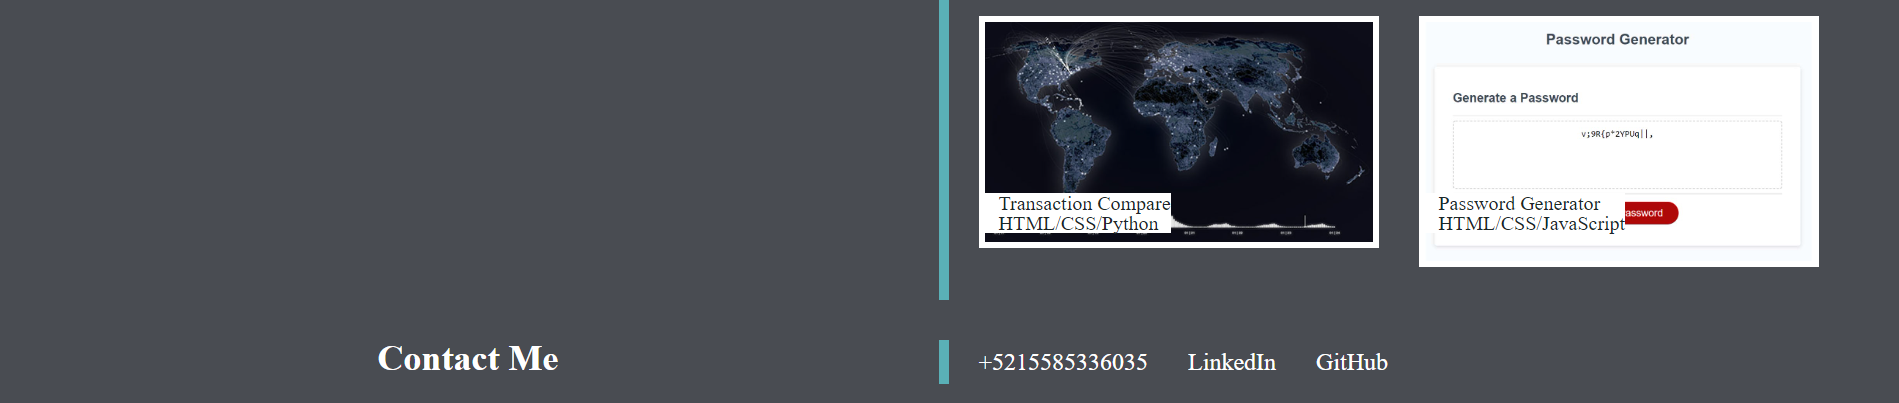 Password Generator
Generate a Password
v;9R{p*2YPUq||,
Transaction Compare
HTML/CSS/Python
Password Generator
HTML/CSS/JavaScript
assword
Contact Me
+5215585336035
LinkedIn
GitHub